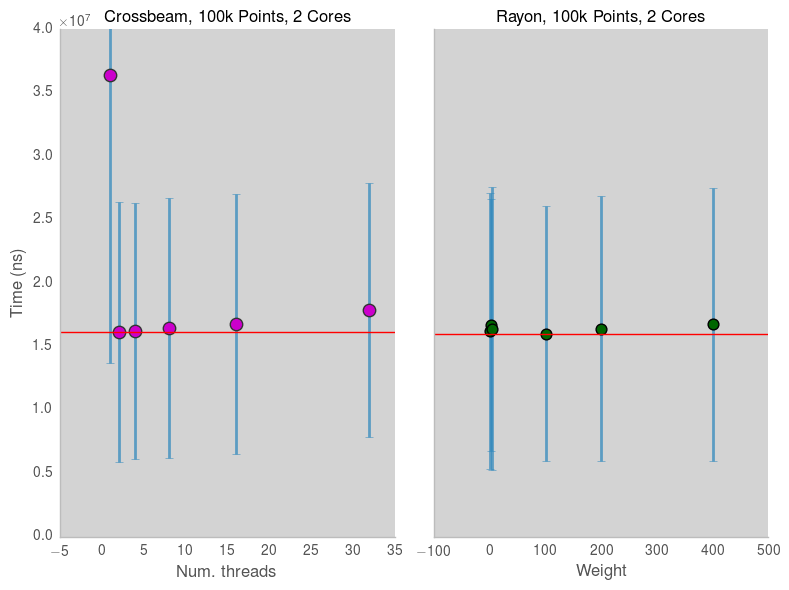 Crossbeam, 100k Points, 2 Cores
Rayon, 100k Points, 2 Cores
×10⁷
4.0
3.5
3.0
2.5
2.0
1.5
1.0
0.5
0.0
Time (ns)
−5 0 5 10 15 20 25 30 35
−100 0 100 200 300 400 500
Num. threads
Weight